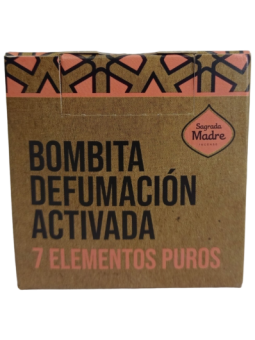 Sagrada
Madre
BOMBITA
DEFUMACIÓN
ACTIVADA
7 ELEMENTOS PUROS